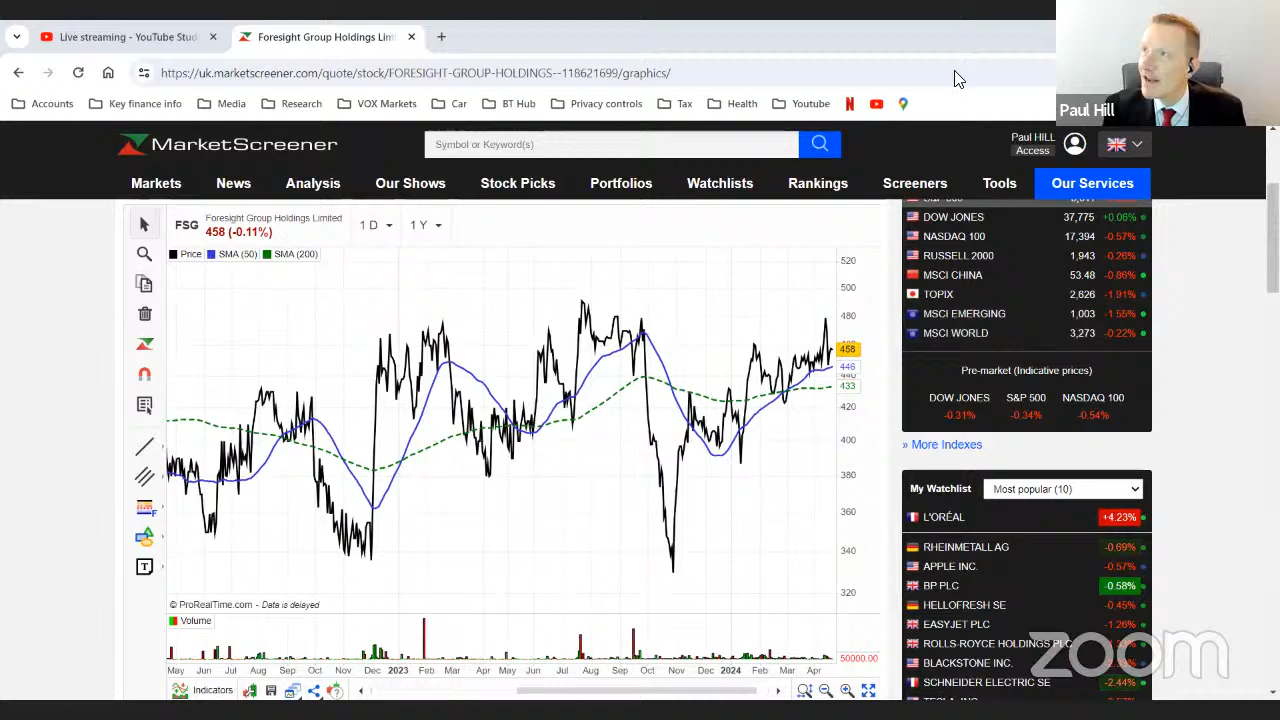 Live streaming - YouTube Stud
Foresight Group Holdings Limi
https://uk.marketscreener.com/quote/stock/FORESIGHT-GROUP-HOLDINGS--118621699/graphics/
Accounts Key finance info Media Research VOX Markets Car BT Hub Privacy controls Tax Health Youtube
Paul Hill
MarketScreener
Symbol or Keyword(s)
Paul HILL
Access
Markets News Analysis Our Shows Stock Picks Portfolios Watchlists Rankings Screeners Tools Our Services
FSG Foresight Group Holdings Limited
458 (-0.11%)
1 D 1 Y
Price SMA (50) SMA (200)
520
500
480
458
446
433
420
400
380
360
340
320
© ProRealTime.com - Data is delayed
Volume
50000.00
May Jun Jul Aug Sep Oct Nov Dec 2023 Feb Mar Apr May Jun Jul Aug Sep Oct Nov Dec 2024 Feb Mar Apr
Indicators
DOW JONES 37,775 +0.06%
NASDAQ 100 17,394 -0.57%
RUSSELL 2000 1,943 -0.26%
MSCI CHINA 53.48 -0.86%
TOPIX 2,626 -1.91%
MSCI EMERGING 1,003 -1.55%
MSCI WORLD 3,273 -0.22%
Pre-market (Indicative prices)
DOW JONES S&P 500 NASDAQ 100
-0.31% -0.34% -0.54%
» More Indexes
My Watchlist Most popular (10)
L'ORÉAL +4.23%
RHEINMETALL AG -0.69%
APPLE INC. -0.57%
BP PLC -0.58%
HELLOFRESH SE -0.45%
EASYJET PLC -1.26%
ROLLS-ROYCE HOLDINGS PLC
BLACKSTONE INC.
SCHNEIDER ELECTRIC SE -2.44%
zoom